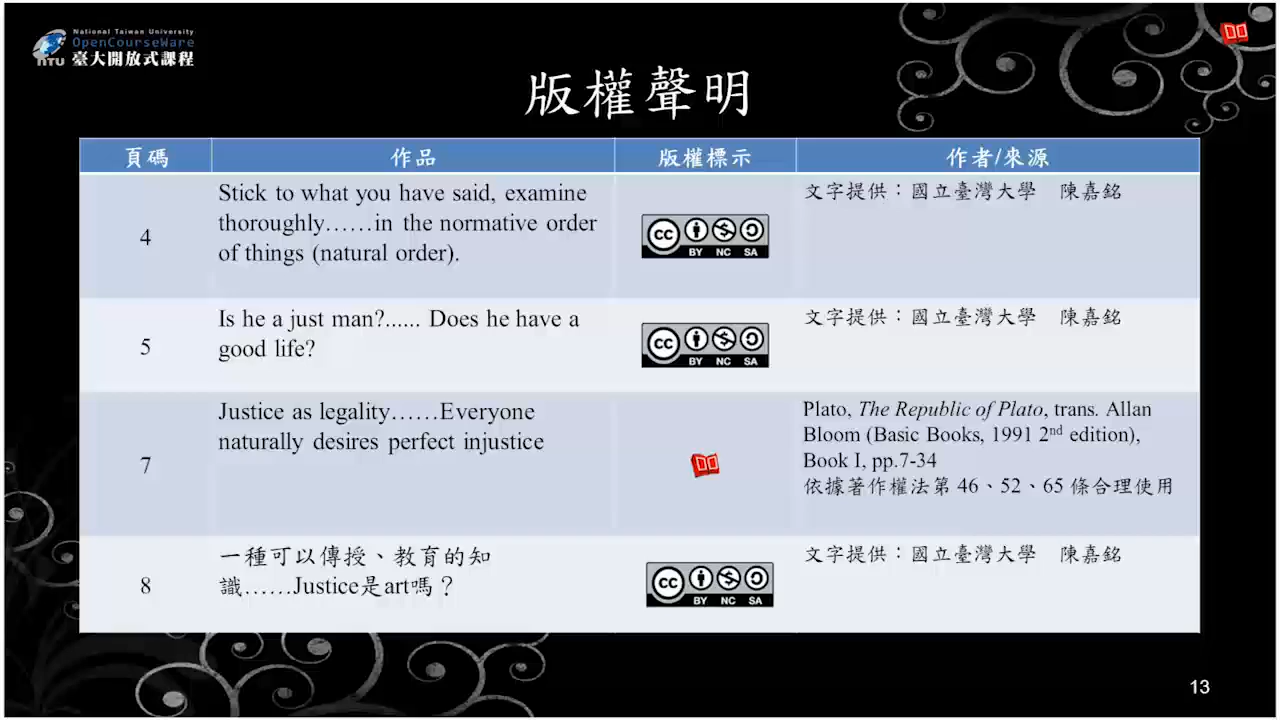 National Taiwan University
OpenCourseWare
NTU 臺大開放式課程
版權聲明
頁碼 作品 版權標示 作者/來源
4
Stick to what you have said, examine
thoroughly……in the normative order
of things (natural order).
cc BY NC SA
文字提供：國立臺灣大學 陳嘉銘
5
Is he a just man?...... Does he have a
good life?
cc BY NC SA
文字提供：國立臺灣大學 陳嘉銘
7
Justice as legality……Everyone
naturally desires perfect injustice
Plato, The Republic of Plato, trans. Allan
Bloom (Basic Books, 1991 2nd edition),
Book I, pp.7-34
依據著作權法第 46、52、65 條合理使用
8
一種可以傳授、教育的知
識……Justice是art嗎？
cc BY NC SA
文字提供：國立臺灣大學 陳嘉銘
13